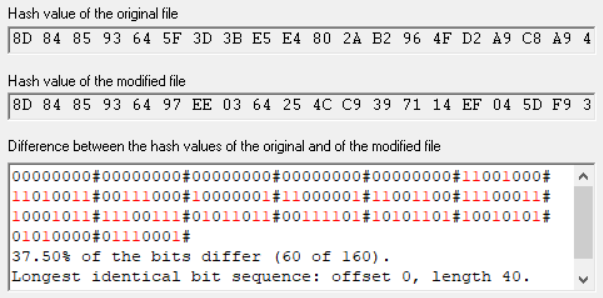 Hash value of the original file
8D 84 85 93 64 5F 3D 3B E5 E4 80 2A B2 96 4F D2 A9 C8 A9 4
Hash value of the modified file
8D 84 85 93 64 97 EE 03 64 25 4C C9 39 71 14 EF 04 5D F9 3
Difference between the hash values of the original and of the modified file
00000000#00000000#00000000#00000000#00000000#11001000#
11010011#00111000#10000001#11000001#11001100#11100011#
10001011#11100111#01011011#00111101#10101101#10010101#
01010000#01110001#
37.50% of the bits differ (60 of 160).
Longest identical bit sequence: offset 0, length 40.